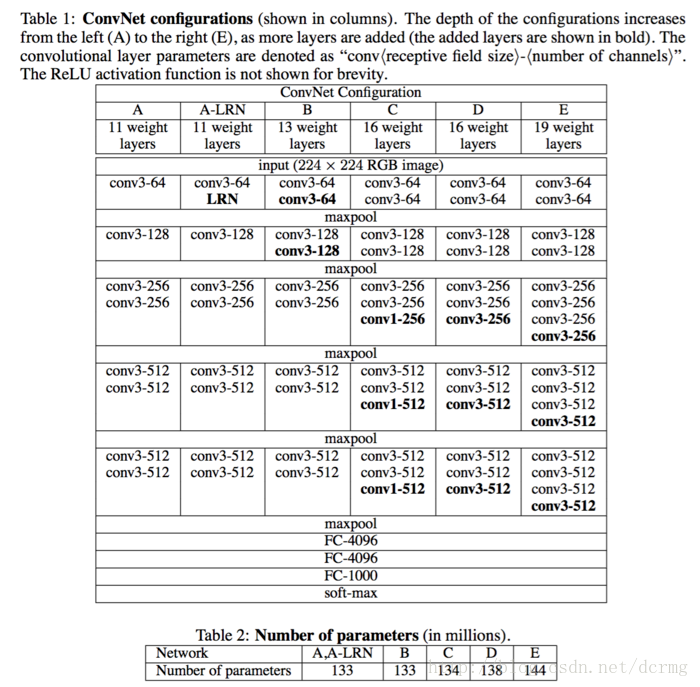 Table 1: ConvNet configurations (shown in columns). The depth of the configurations increases
from the left (A) to the right (E), as more layers are added (the added layers are shown in bold). The
convolutional layer parameters are denoted as “conv⟨receptive field size⟩-⟨number of channels⟩”.
The ReLU activation function is not shown for brevity.
ConvNet Configuration
A A-LRN B C D E
11 weight 11 weight 13 weight 16 weight 16 weight 19 weight
layers layers layers layers layers layers
input (224 × 224 RGB image)
conv3-64 conv3-64 conv3-64 conv3-64 conv3-64 conv3-64
LRN conv3-64 conv3-64 conv3-64 conv3-64
maxpool
conv3-128 conv3-128 conv3-128 conv3-128 conv3-128 conv3-128
conv3-128 conv3-128 conv3-128 conv3-128
maxpool
conv3-256 conv3-256 conv3-256 conv3-256 conv3-256 conv3-256
conv3-256 conv3-256 conv3-256 conv3-256 conv3-256 conv3-256
conv1-256 conv3-256 conv3-256
conv3-256
maxpool
conv3-512 conv3-512 conv3-512 conv3-512 conv3-512 conv3-512
conv3-512 conv3-512 conv3-512 conv3-512 conv3-512 conv3-512
conv1-512 conv3-512 conv3-512
conv3-512
maxpool
conv3-512 conv3-512 conv3-512 conv3-512 conv3-512 conv3-512
conv3-512 conv3-512 conv3-512 conv3-512 conv3-512 conv3-512
conv1-512 conv3-512 conv3-512
conv3-512
maxpool
FC-4096
FC-4096
FC-1000
soft-max
Table 2: Number of parameters (in millions).
Network A,A-LRN B C D E
Number of parameters 133 133 134 138 144